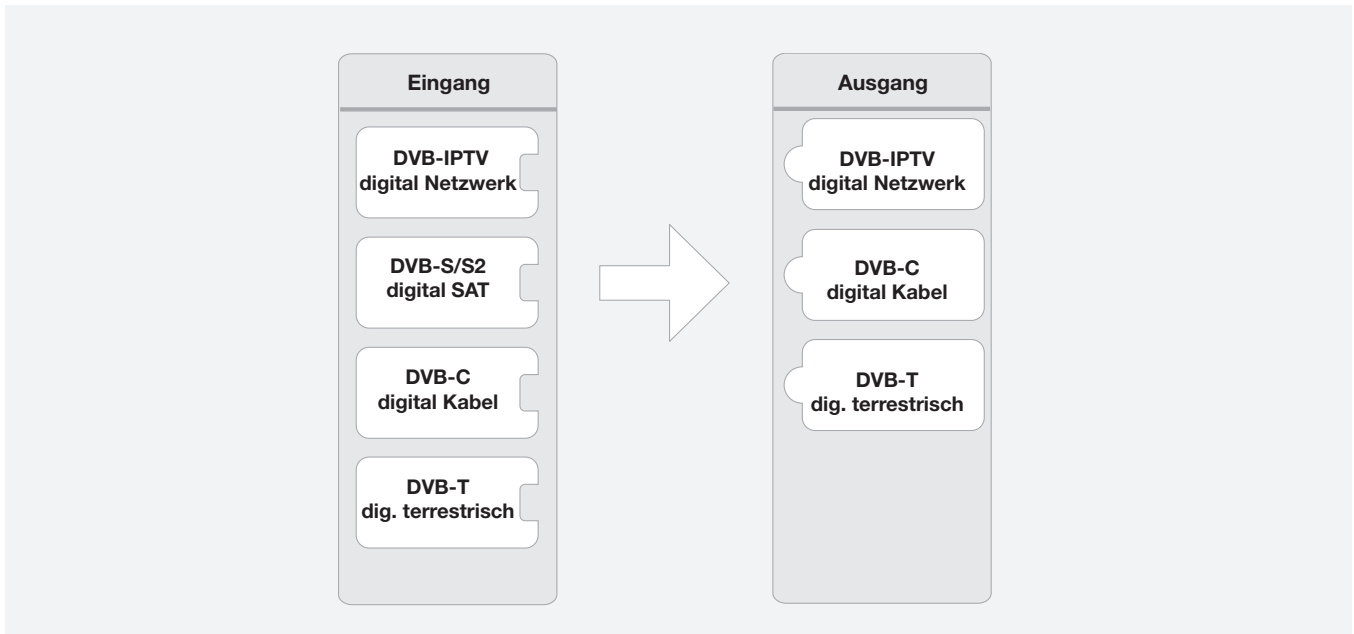 Eingang
DVB-IPTV
digital Netzwerk
DVB-S/S2
digital SAT
DVB-C
digital Kabel
DVB-T
dig. terrestrisch
Ausgang
DVB-IPTV
digital Netzwerk
DVB-C
digital Kabel
DVB-T
dig. terrestrisch